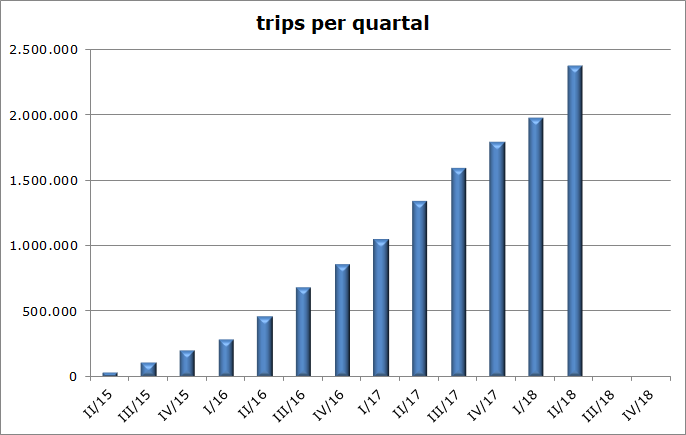 trips per quartal
2.500.000
2.000.000
1.500.000
1.000.000
500.000
0
II/15
III/15
IV/15
I/16
II/16
III/16
IV/16
I/17
II/17
III/17
IV/17
I/18
II/18
III/18
IV/18